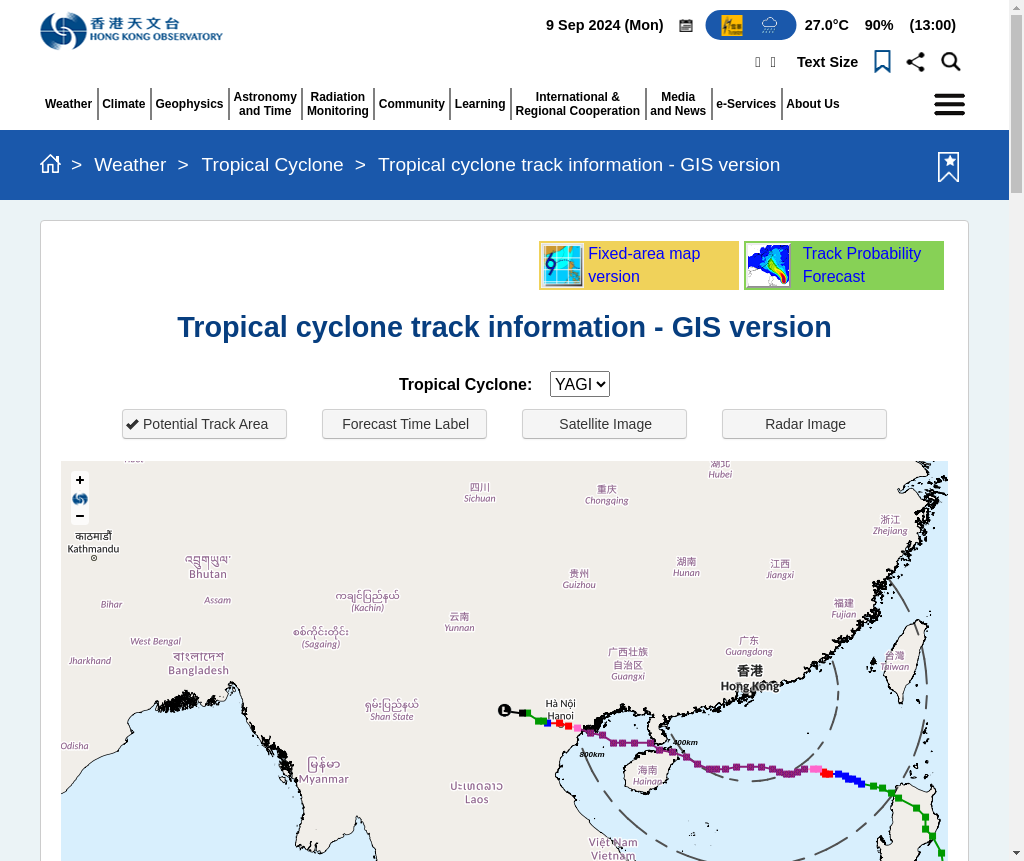 香港天文台
HONG KONG OBSERVATORY
9 Sep 2024 (Mon)
27.0°C 90% (13:00)
Text Size
Weather
Climate
Geophysics
Astronomy
and Time
Radiation
Monitoring
Community
Learning
International &
Regional Cooperation
Media
and News
e-Services
About Us
> Weather > Tropical Cyclone > Tropical cyclone track information - GIS version
Fixed-area map
version
Track Probability
Forecast
Tropical cyclone track information - GIS version
Tropical Cyclone: YAGI
Potential Track Area
Forecast Time Label
Satellite Image
Radar Image
+
−
湖北
Hubei
四川
Sichuan
重庆
Chongqing
浙江
Zhejiang
काठमाडौं
Kathmandu
འབྲུགཡུལ་
Bhutan
湖南
Hunan
江西
Jiangxi
贵州
Guizhou
Bihar
Assam
ကချင်ပြည်နယ်
(Kachin)
福建
Fujian
云南
Yunnan
West Bengal
စစ်ကိုင်းတိုင်း
(Sagaing)
广东
Guangdong
Jharkhand
বাংলাদেশ
Bangladesh
广西壮族
自治区
Guangxi
台灣
Taiwan
香港
Hong Kong
ရှမ်းပြည်နယ်
Shan State
L
Hà Nội
Hanoi
Odisha
400km
800km
မြန်မာ
Myanmar
海南
Hainan
ປະເທດລາວ
Laos
Việt Nam
Vietnam